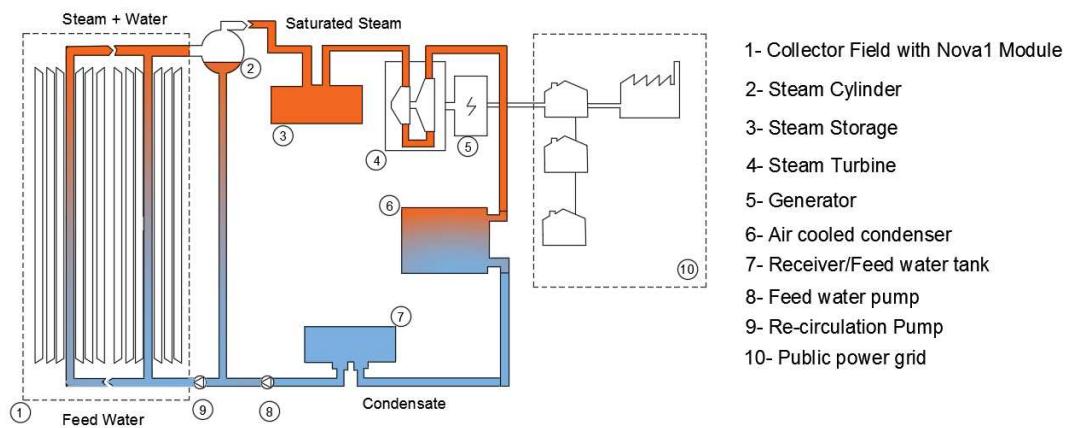 Steam + Water
Saturated Steam
2
3
4
5
6
7
10
1
9
8
Feed Water
Condensate
1- Collector Field with Nova1 Module
2- Steam Cylinder
3- Steam Storage
4- Steam Turbine
5- Generator
6- Air cooled condenser
7- Receiver/Feed water tank
8- Feed water pump
9- Re-circulation Pump
10- Public power grid